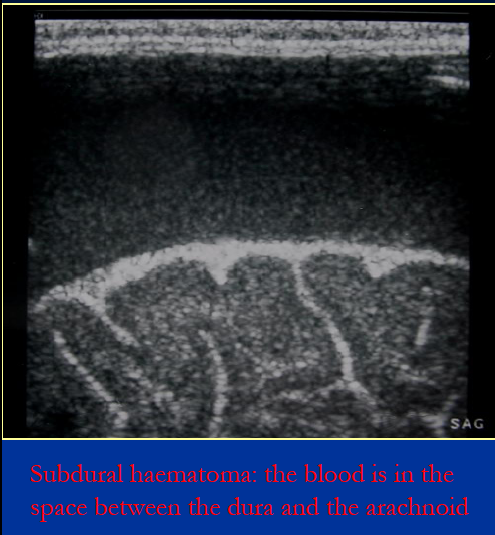 SAG
Subdural haematoma: the blood is in the
space between the dura and the arachnoid